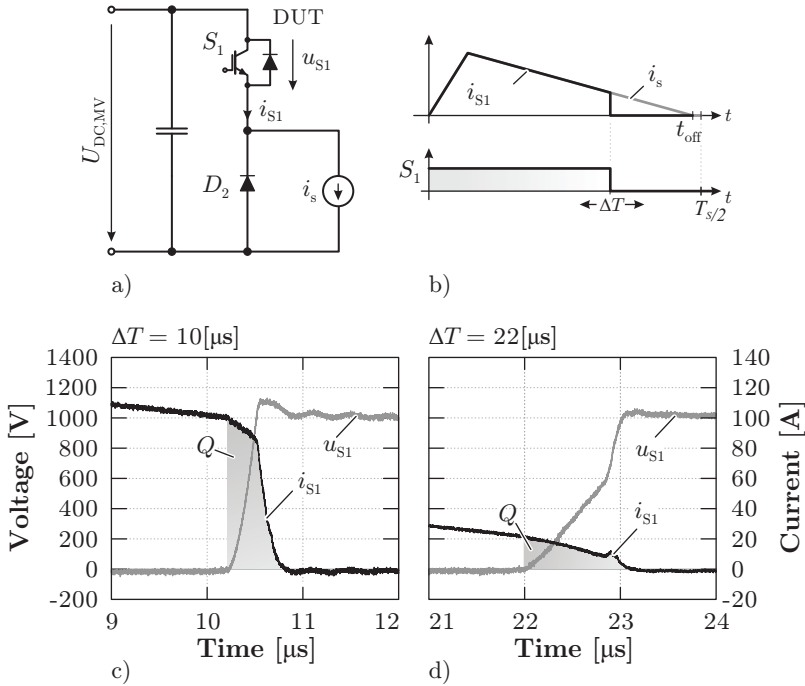 DUT
S1
uS1
iS1
UDC,MV
D2
is
a)
iS1
is
toff
t
S1
ΔT
Ts/2
t
b)
ΔT = 10[µs]
1400
1200
1000
800
600
400
200
0
-200
Voltage [V]
Q
uS1
iS1
9
10
11
12
Time [µs]
c)
ΔT = 22[µs]
140
120
100
80
60
40
20
0
-20
Current [A]
Q
uS1
iS1
21
22
23
24
Time [µs]
d)